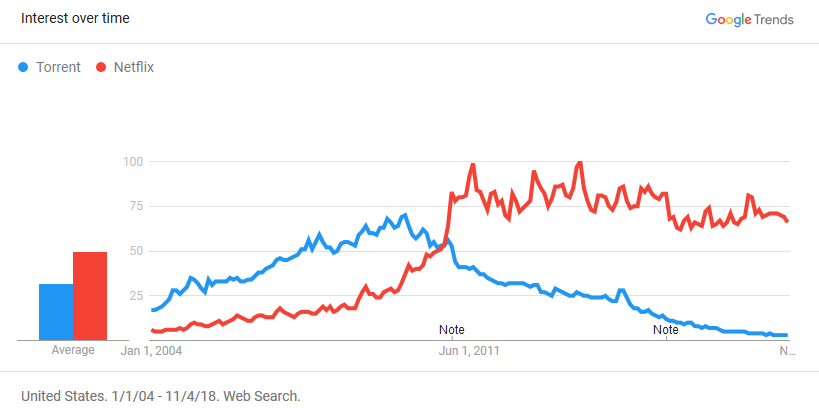 Interest over time
Google Trends
Torrent Netflix
100
75
50
25
Note
Note
Average
Jan 1, 2004
Jun 1, 2011
N...
United States. 1/1/04 - 11/4/18. Web Search.